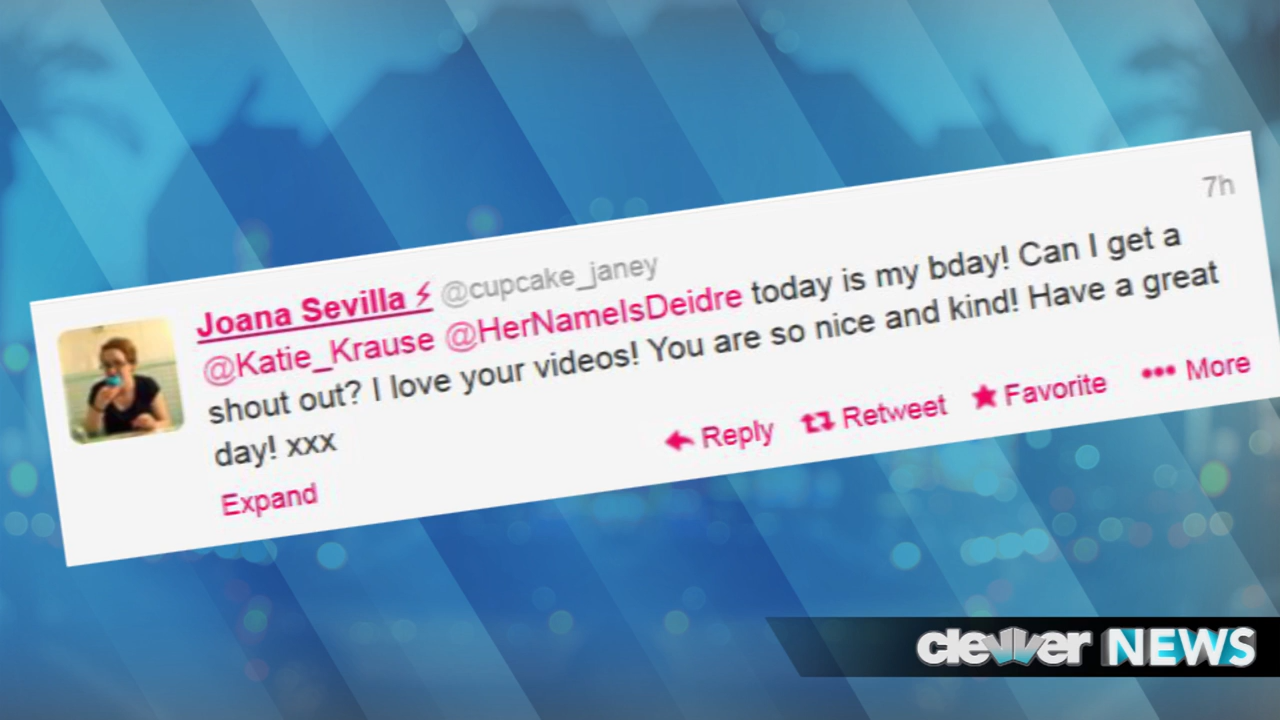 7h
Joana Sevilla ⚡ @cupcake_janey
@Katie_Krause @HerNameIsDeidre today is my bday! Can I get a
shout out? I love your videos! You are so nice and kind! Have a great
day! xxx
Reply Retweet Favorite ••• More
Expand
clevver NEWS